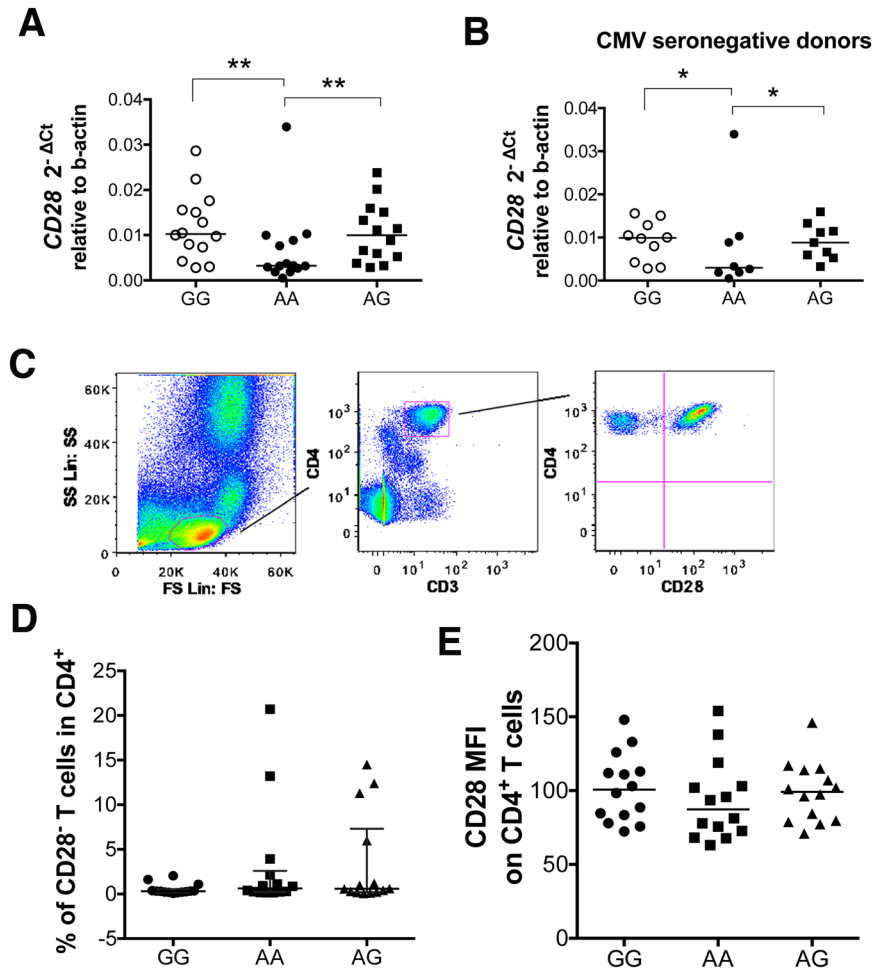 A
CD28 2^-ΔCt
relative to b-actin
0.04
0.03
0.02
0.01
0.00
**
**
GG
AA
AG
B
CMV seronegative donors
CD28 2^-ΔCt
relative to b-actin
0.04
0.03
0.02
0.01
0.00
*
*
GG
AA
AG
C
SS Lin: SS
60K
40K
20K
0
0 20K 40K 60K
FS Lin: FS
CD4
10³
10²
10¹
0
0 10¹ 10² 10³
CD3
CD4
10³
10²
10¹
0
0 10¹ 10² 10³
CD28
D
% of CD28⁻ T cells in CD4⁺
25
20
15
10
5
0
-5
GG
AA
AG
E
CD28 MFI
on CD4⁺ T cells
200
150
100
50
0
GG
AA
AG